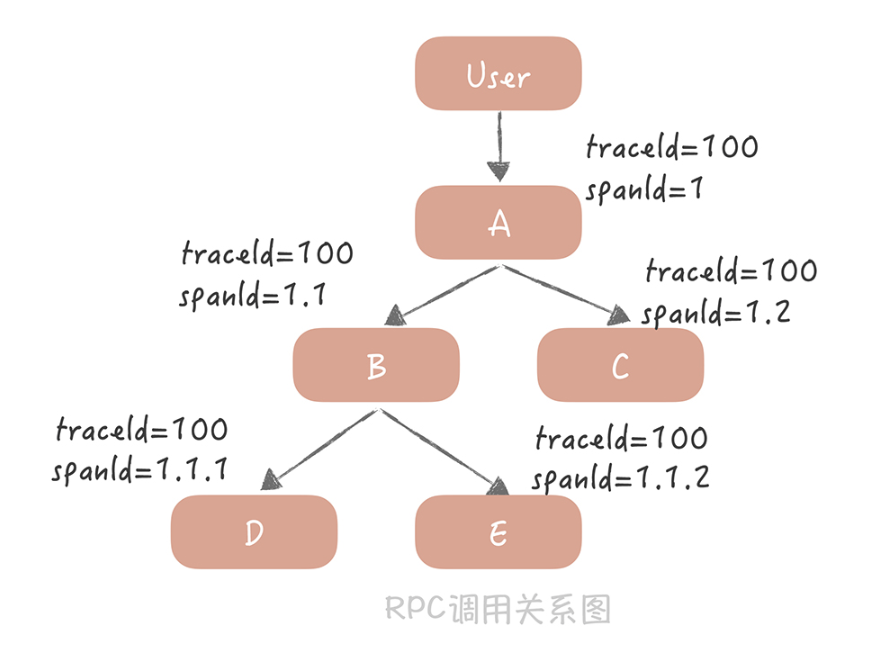 User
traceId=100
spanId=1
A
traceId=100
spanId=1.1
traceId=100
spanId=1.2
B
C
traceId=100
spanId=1.1.1
traceId=100
spanId=1.1.2
D
E
RPC调用关系图